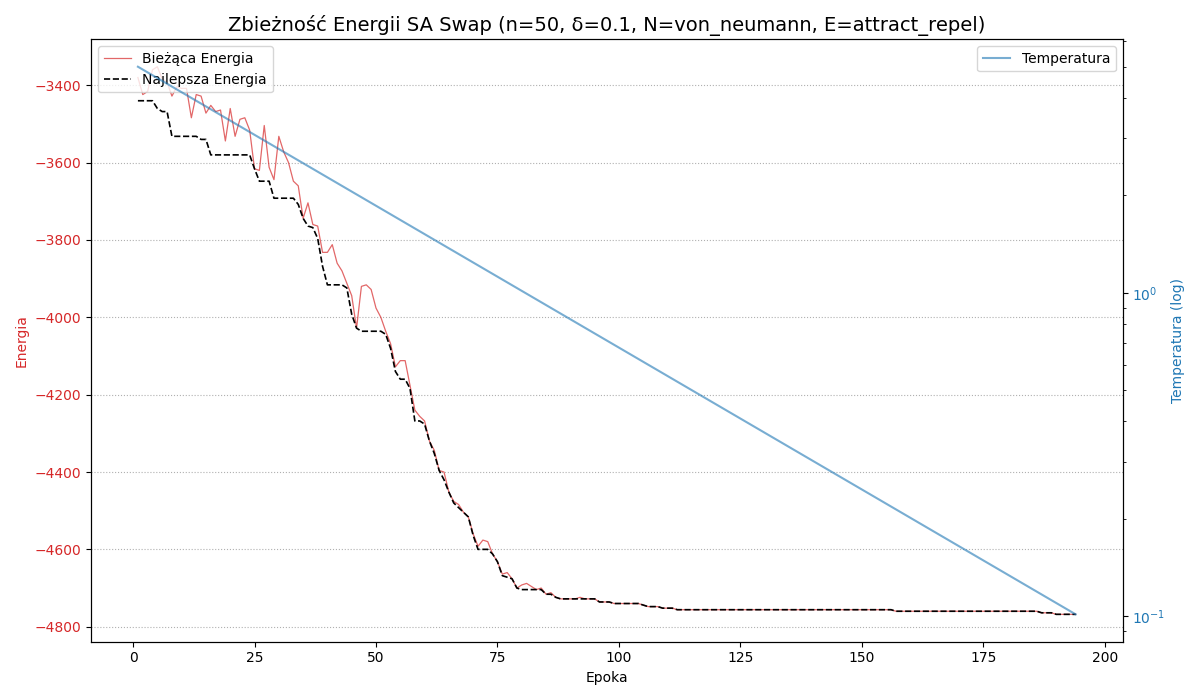 Zbieżność Energii SA Swap (n=50, δ=0.1, N=von_neumann, E=attract_repel)
Bieżąca Energia
Najlepsza Energia
Temperatura
−3400
−3600
−3800
−4000
−4200
−4400
−4600
−4800
Energia
10⁰
10⁻¹
Temperatura (log)
0 25 50 75 100 125 150 175 200
Epoka